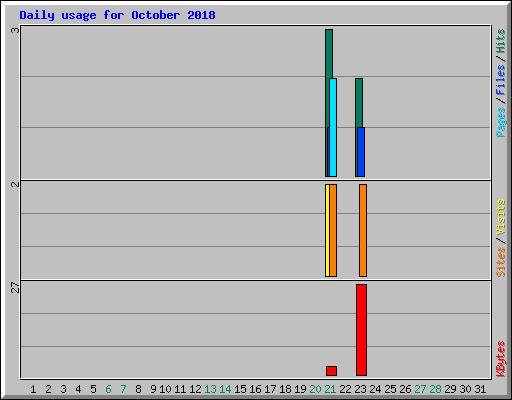 Daily usage for October 2018
3
2
27
Pages / Files / Hits
Sites / Visits
KBytes
1 2 3 4 5 6 7 8 9 10 11 12 13 14 15 16 17 18 19 20 21 22 23 24 25 26 27 28 29 30 31